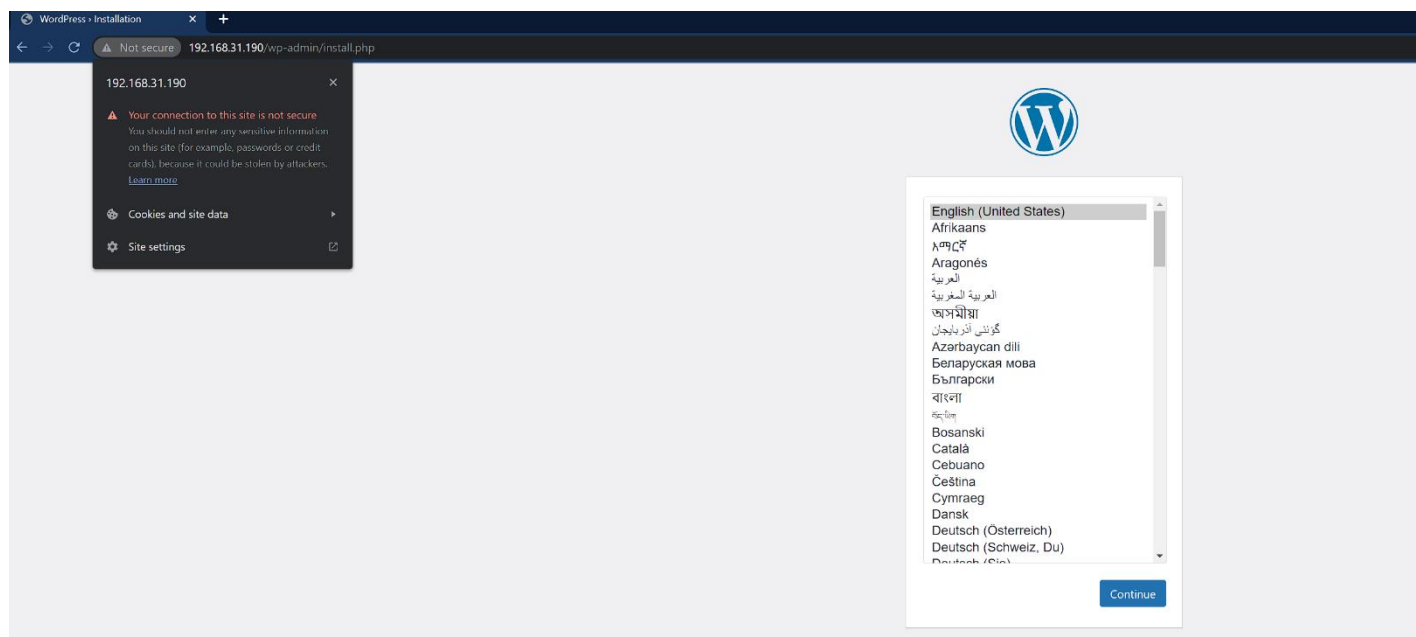 WordPress › Installation
Not secure 192.168.31.190/wp-admin/install.php
192.168.31.190
Your connection to this site is not secure
You should not enter any sensitive information
on this site (for example, passwords or credit
cards), because it could be stolen by attackers.
Learn more
Cookies and site data
Site settings
English (United States)
Afrikaans
አማርኛ
Aragonés
العربية
العربية المغربية
অসমীয়া
گؤنئی آذربایجان
Azərbaycan dili
Беларуская мова
Български
বাংলা
Bosanski
Català
Cebuano
Čeština
Cymraeg
Dansk
Deutsch (Österreich)
Deutsch (Schweiz, Du)
Deutsch (Sie)
Continue